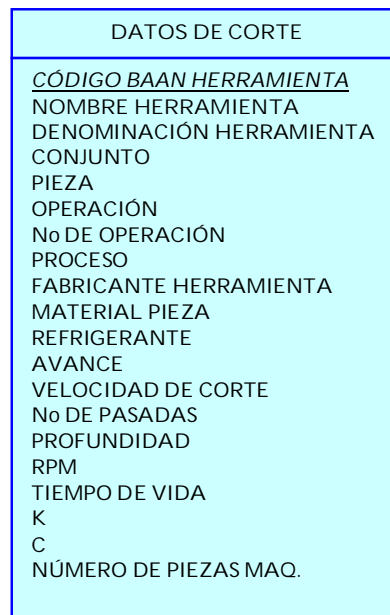 DATOS DE CORTE
CÓDIGO BAAN HERRAMIENTA
NOMBRE HERRAMIENTA
DENOMINACIÓN HERRAMIENTA
CONJUNTO
PIEZA
OPERACIÓN
No DE OPERACIÓN
PROCESO
FABRICANTE HERRAMIENTA
MATERIAL PIEZA
REFRIGERANTE
AVANCE
VELOCIDAD DE CORTE
No DE PASADAS
PROFUNDIDAD
RPM
TIEMPO DE VIDA
K
C
NÚMERO DE PIEZAS MAQ.